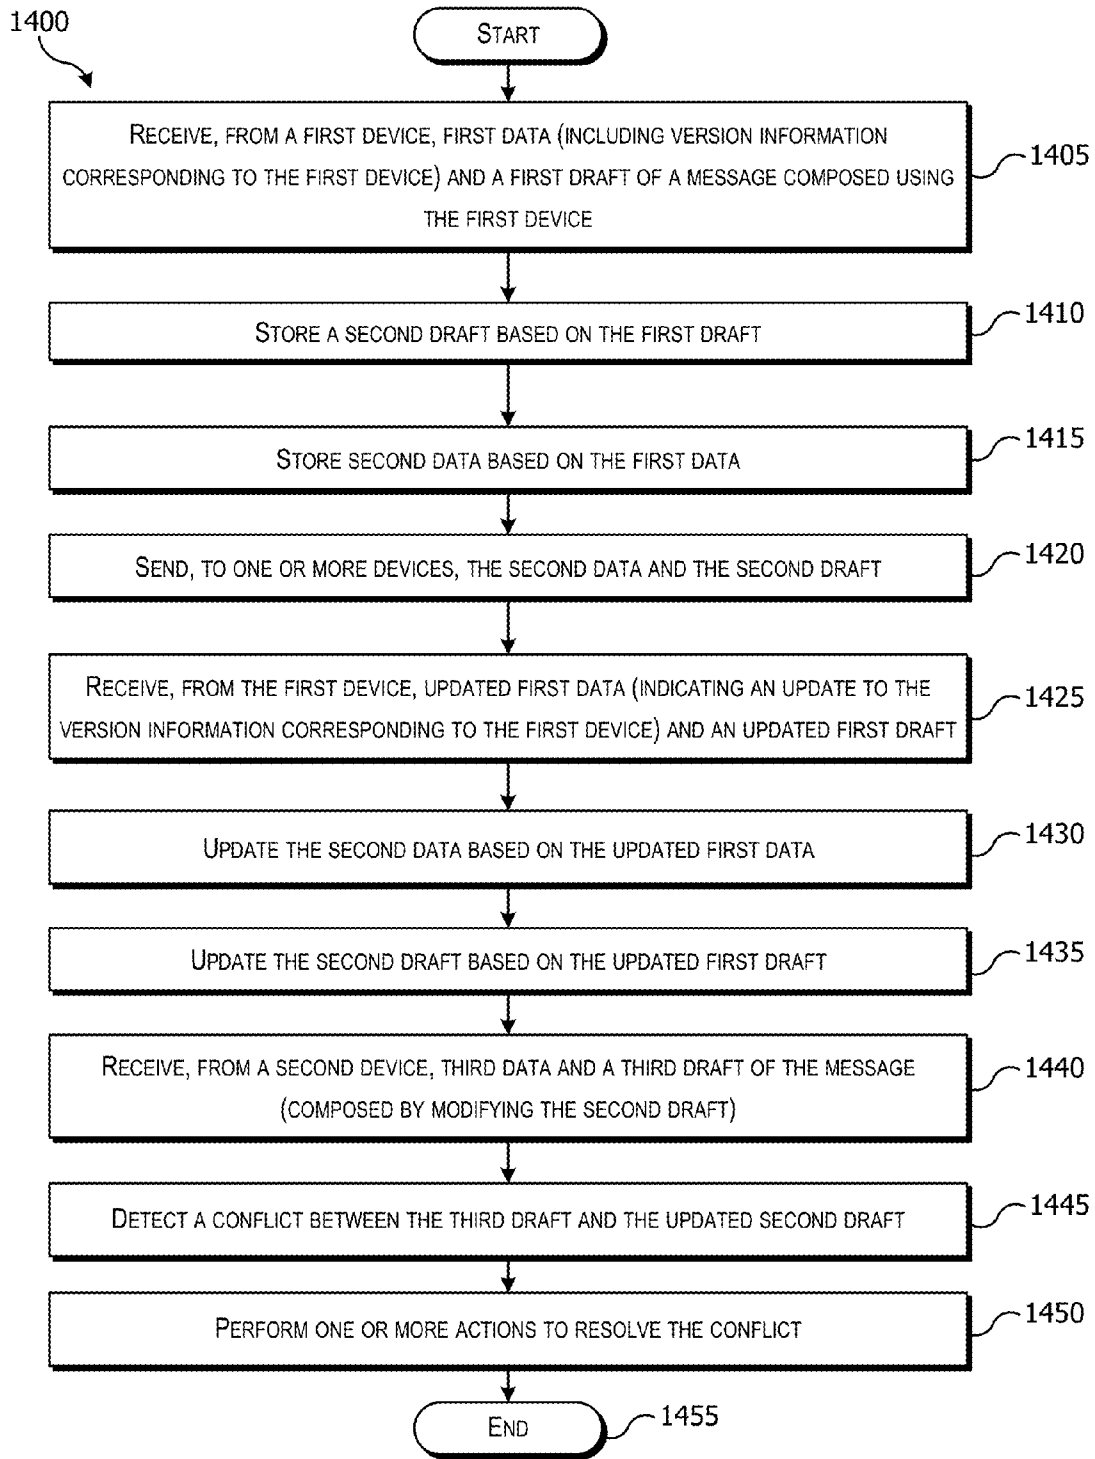 1400
START
RECEIVE, FROM A FIRST DEVICE, FIRST DATA (INCLUDING VERSION INFORMATION
CORRESPONDING TO THE FIRST DEVICE) AND A FIRST DRAFT OF A MESSAGE COMPOSED USING
THE FIRST DEVICE
1405
STORE A SECOND DRAFT BASED ON THE FIRST DRAFT
1410
STORE SECOND DATA BASED ON THE FIRST DATA
1415
SEND, TO ONE OR MORE DEVICES, THE SECOND DATA AND THE SECOND DRAFT
1420
RECEIVE, FROM THE FIRST DEVICE, UPDATED FIRST DATA (INDICATING AN UPDATE TO THE
VERSION INFORMATION CORRESPONDING TO THE FIRST DEVICE) AND AN UPDATED FIRST DRAFT
1425
UPDATE THE SECOND DATA BASED ON THE UPDATED FIRST DATA
1430
UPDATE THE SECOND DRAFT BASED ON THE UPDATED FIRST DRAFT
1435
RECEIVE, FROM A SECOND DEVICE, THIRD DATA AND A THIRD DRAFT OF THE MESSAGE
(COMPOSED BY MODIFYING THE SECOND DRAFT)
1440
DETECT A CONFLICT BETWEEN THE THIRD DRAFT AND THE UPDATED SECOND DRAFT
1445
PERFORM ONE OR MORE ACTIONS TO RESOLVE THE CONFLICT
1450
END
1455